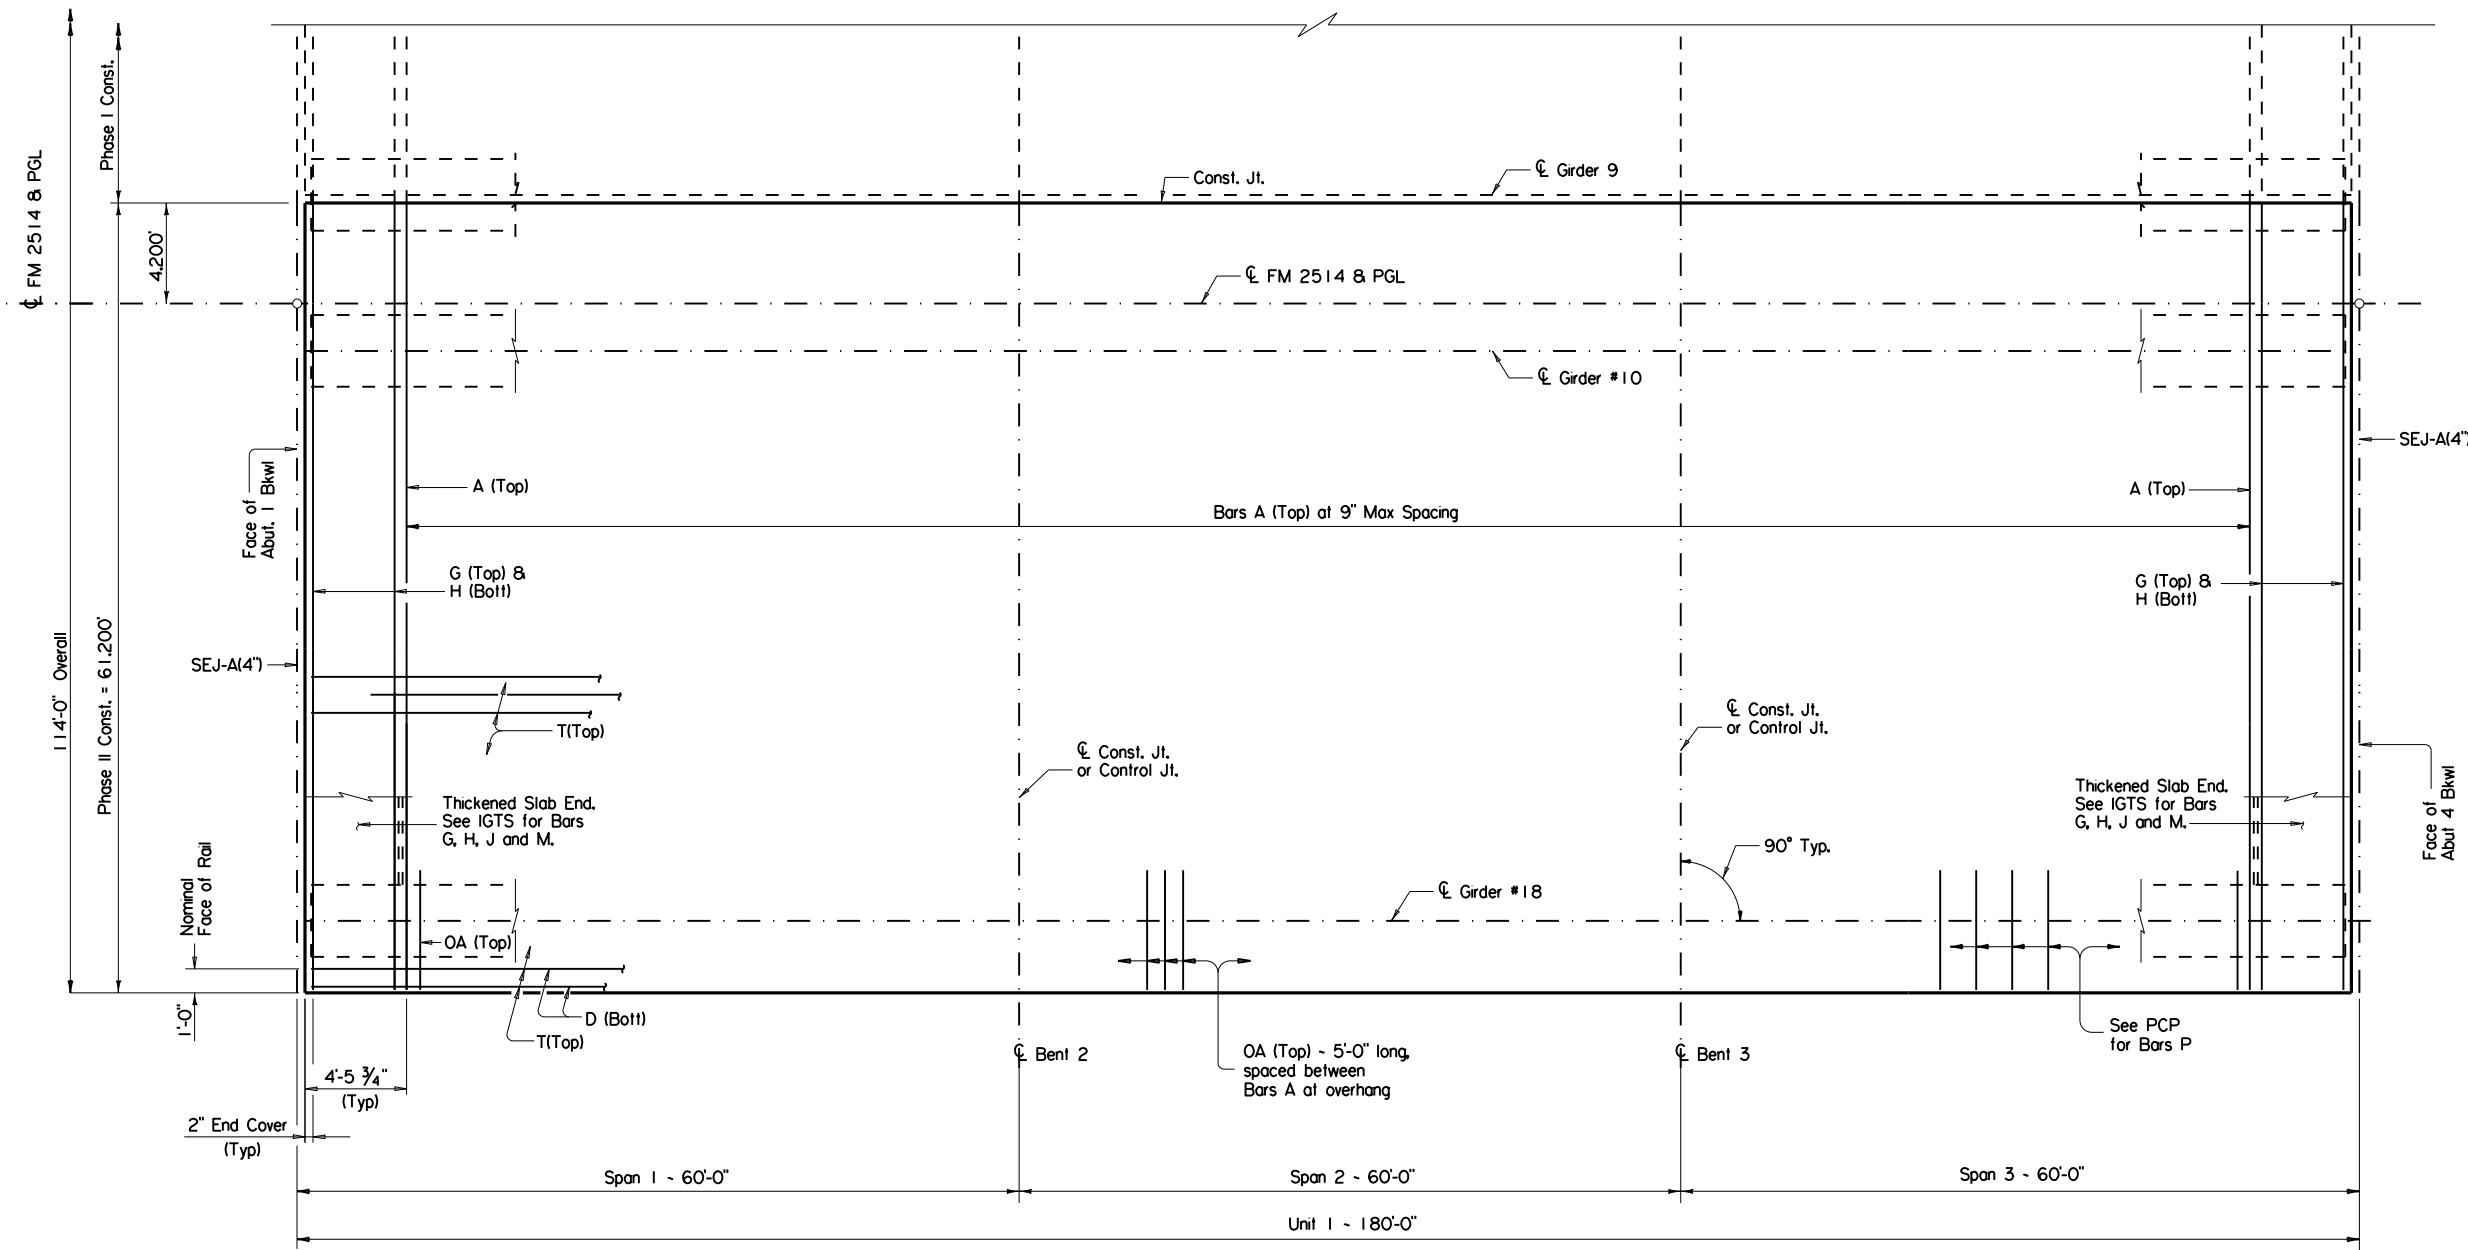 Phase I Const.
℄ FM 2514 & PGL
4.200'
Const. Jt.
℄ Girder 9
℄ FM 2514 & PGL
℄ Girder #10
SEJ-A(4")
Face of
Abut. 1 Bkwl
A (Top)
A (Top)
Bars A (Top) at 9" Max Spacing
G (Top) &
H (Bott)
G (Top) &
H (Bott)
114'-0" Overall
Phase II Const. = 61.200'
SEJ-A(4")
T(Top)
℄ Const. Jt.
or Control Jt.
℄ Const. Jt.
or Control Jt.
Thickened Slab End.
See IGTS for Bars
G, H, J and M.
Thickened Slab End.
See IGTS for Bars
G, H, J and M.
Face of
Abut 4 Bkwl
Nominal
Face of Rail
90° Typ.
℄ Girder #18
OA (Top)
1'-0"
D (Bott)
T(Top)
See PCP
for Bars P
℄ Bent 2
℄ Bent 3
OA (Top) ~ 5'-0" long,
spaced between
Bars A at overhang
4'-5 ¾"
(Typ)
2" End Cover
(Typ)
Span 1 ~ 60'-0"
Span 2 ~ 60'-0"
Span 3 ~ 60'-0"
Unit 1 ~ 180'-0"